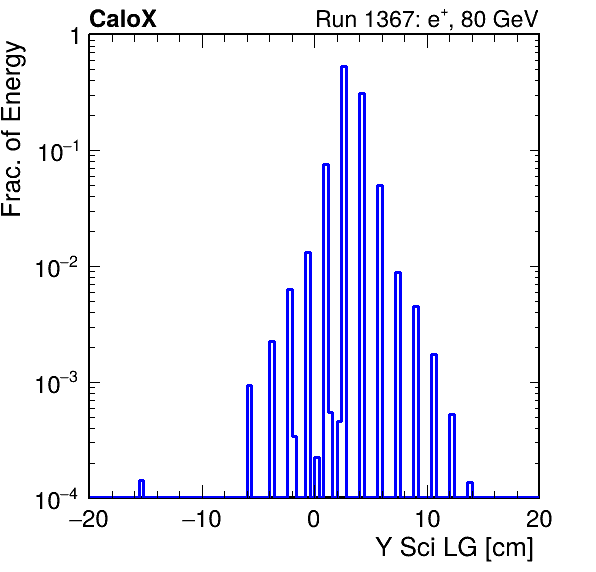 CaloX Run 1367: e⁺, 80 GeV
Frac. of Energy
1
10⁻¹
10⁻²
10⁻³
10⁻⁴
−20 −10 0 10 20
Y Sci LG [cm]